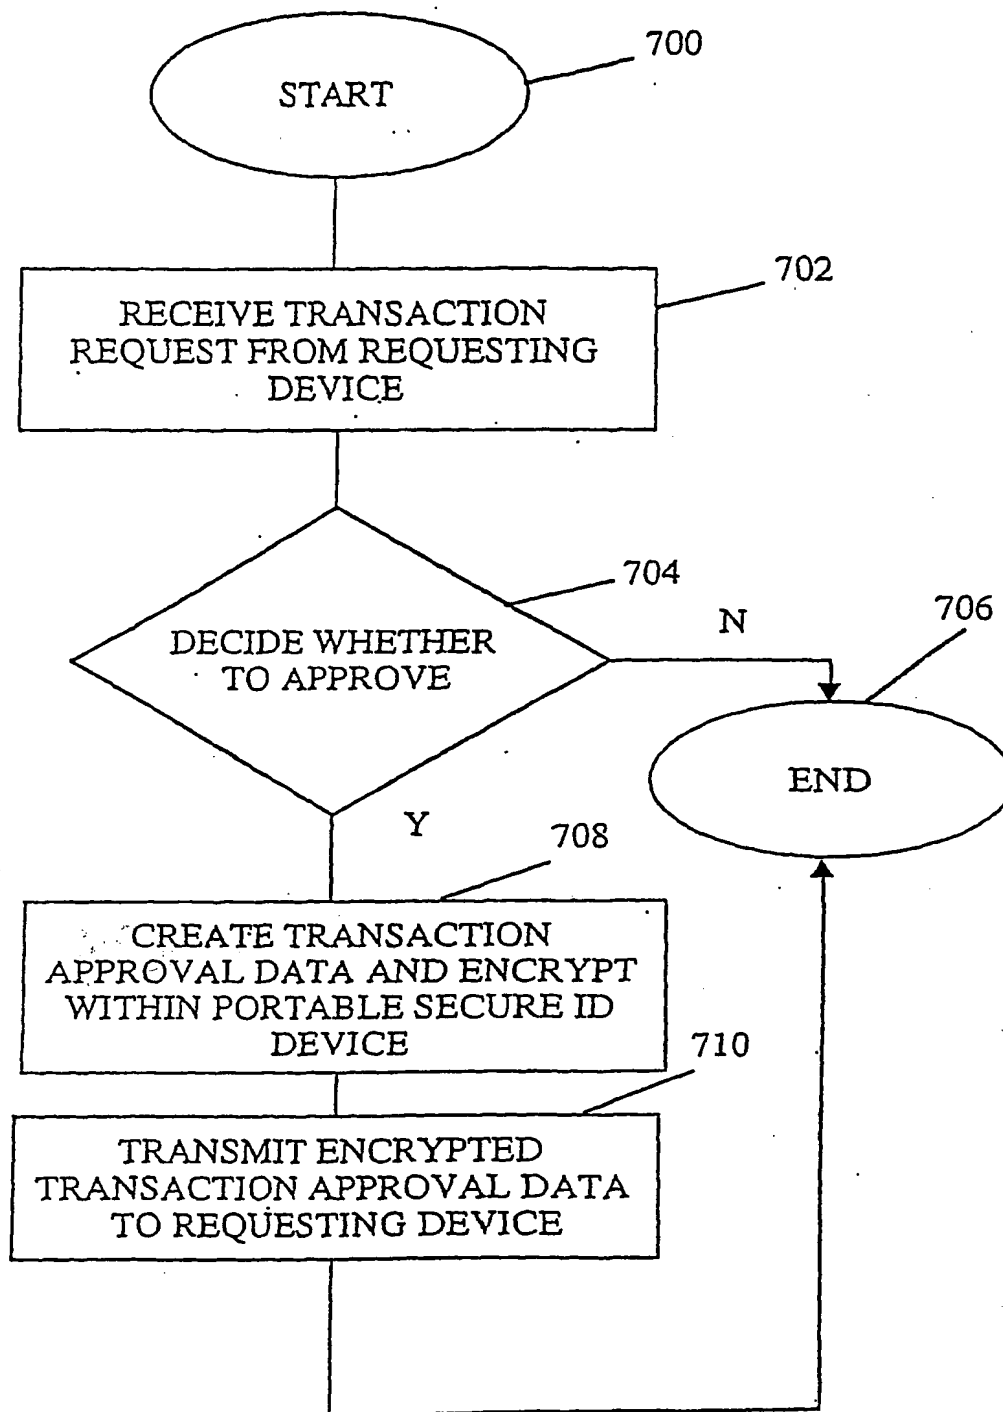 700
START
702
RECEIVE TRANSACTION
REQUEST FROM REQUESTING
DEVICE
704
DECIDE WHETHER
TO APPROVE
N
706
END
Y
708
CREATE TRANSACTION
APPROVAL DATA AND ENCRYPT
WITHIN PORTABLE SECURE ID
DEVICE
710
TRANSMIT ENCRYPTED
TRANSACTION APPROVAL DATA
TO REQUESTING DEVICE